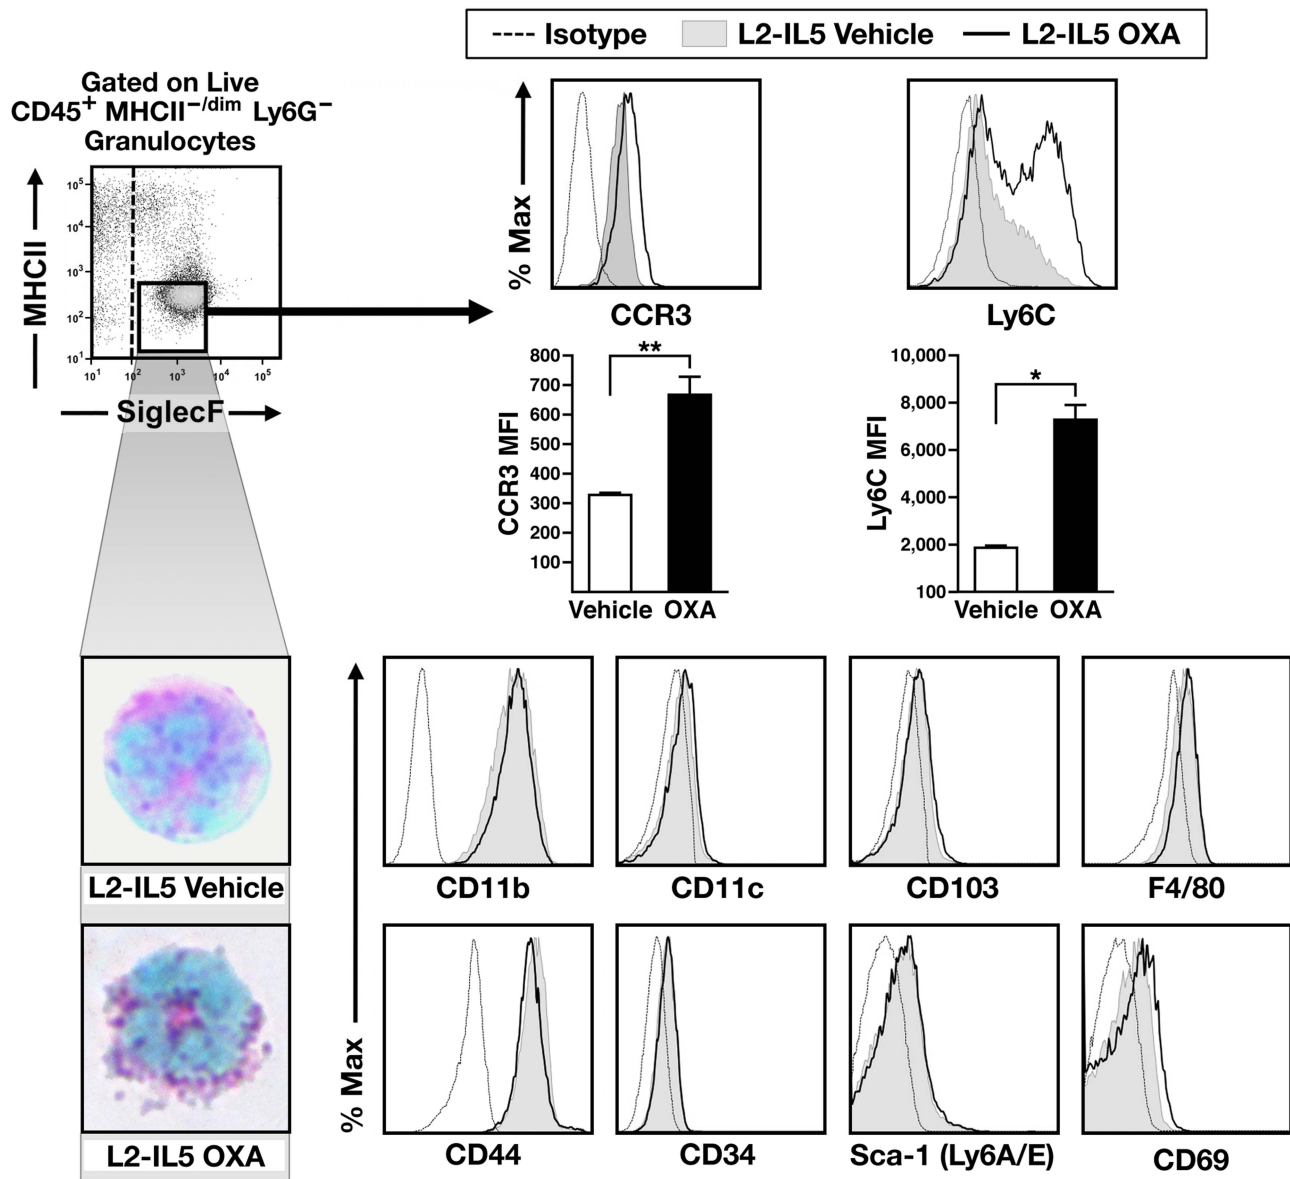 Isotype L2-IL5 Vehicle L2-IL5 OXA
Gated on Live
CD45+ MHCII−/dim Ly6G−
Granulocytes
MHCII
10^5
10^4
10^3
10^2
10^1
10^1 10^2 10^3 10^4 10^5
SiglecF
% Max
CCR3
Ly6C
CCR3 MFI
800
700
600
500
400
300
200
100
**
Vehicle OXA
Ly6C MFI
10,000
8,000
6,000
4,000
2,000
100
*
Vehicle OXA
L2-IL5 Vehicle
L2-IL5 OXA
% Max
CD11b CD11c CD103 F4/80
CD44 CD34 Sca-1 (Ly6A/E) CD69